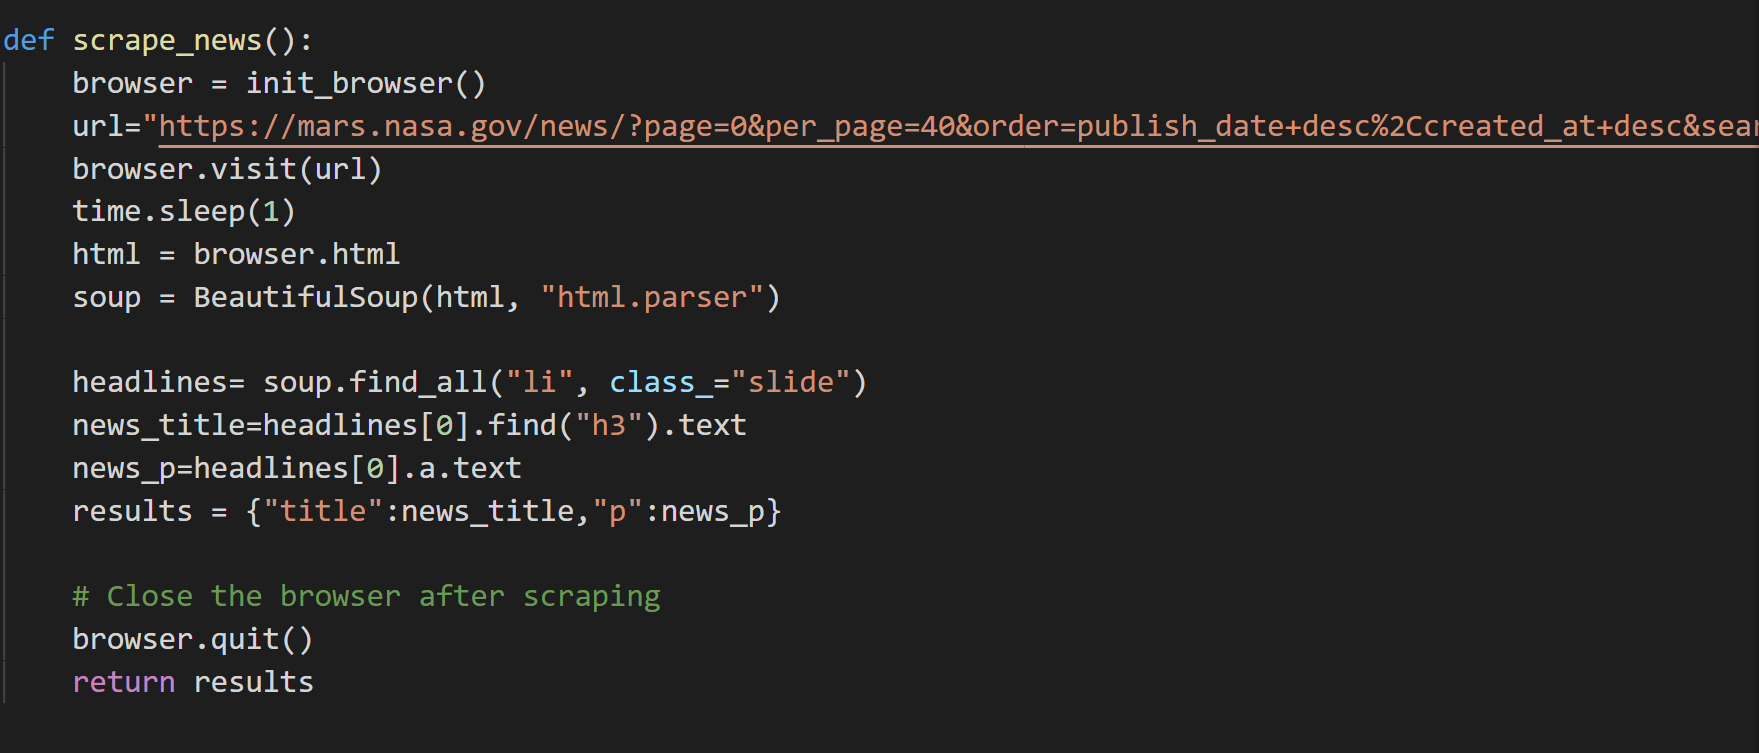 def scrape_news():
    browser = init_browser()
    url="https://mars.nasa.gov/news/?page=0&per_page=40&order=publish_date+desc%2Ccreated_at+desc&sear
    browser.visit(url)
    time.sleep(1)
    html = browser.html
    soup = BeautifulSoup(html, "html.parser")

    headlines= soup.find_all("li", class_="slide")
    news_title=headlines[0].find("h3").text
    news_p=headlines[0].a.text
    results = {"title":news_title,"p":news_p}

    # Close the browser after scraping
    browser.quit()
    return results